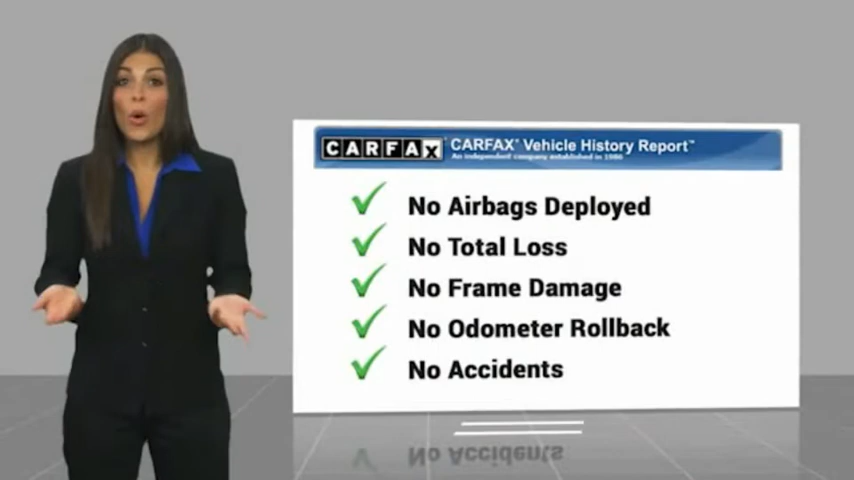 CARFAX CARFAX Vehicle History Report™
An independent company established in 1986
No Airbags Deployed
No Total Loss
No Frame Damage
No Odometer Rollback
No Accidents
No Accidents